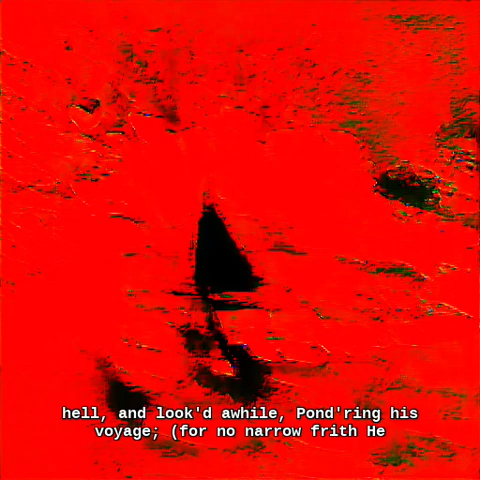 hell, and look'd awhile, Pond'ring his
voyage; (for no narrow frith He